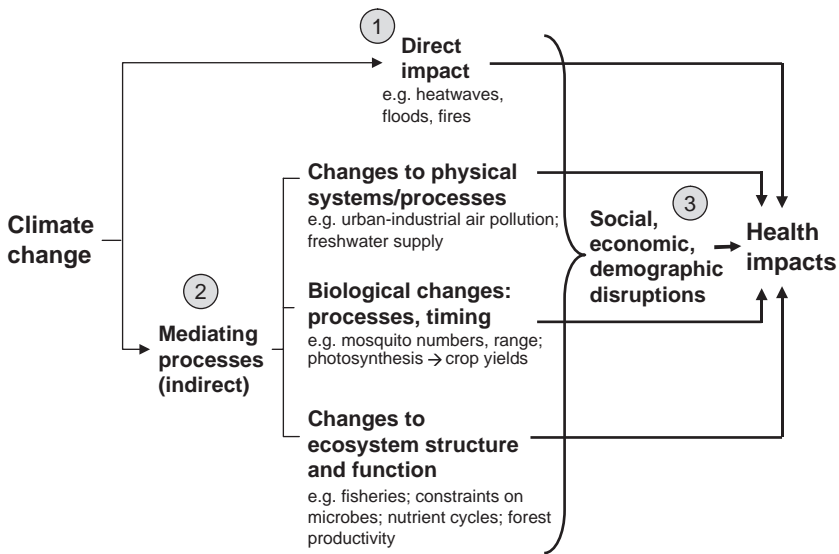 1
Direct
impact
e.g. heatwaves,
floods, fires
Climate
change
2
Mediating
processes
(indirect)
Changes to physical
systems/processes
e.g. urban-industrial air pollution;
freshwater supply
Biological changes:
processes, timing
e.g. mosquito numbers, range;
photosynthesis → crop yields
Changes to
ecosystem structure
and function
e.g. fisheries; constraints on
microbes; nutrient cycles; forest
productivity
3
Social,
economic,
demographic
disruptions
Health
impacts